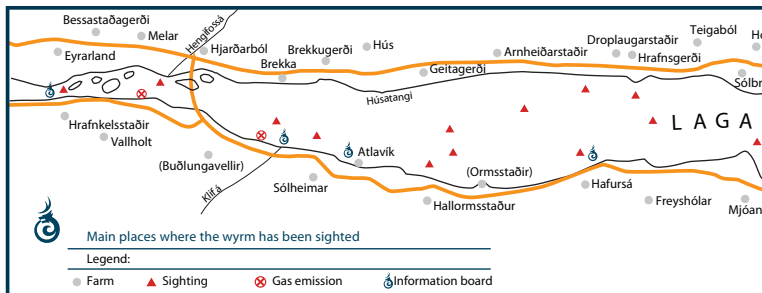 Bessastaðagerði
Melar
Eyrarland
Hengifossá
Hjarðarból
Brekkugerði
Hús
Brekka
Geitagerði
Arnheiðarstaðir
Droplaugarstaðir
Hrafnsgerði
Teigaból
Húsatangi
Hrafnkelsstaðir
Vallholt
(Buðlungavellir)
Klifá
Sólheimar
Atlavík
Hallormsstaður
(Ormsstaðir)
Hafursá
Freyshólar
LAGA
Main places where the wyrm has been sighted
Legend:
Farm Sighting Gas emission Information board